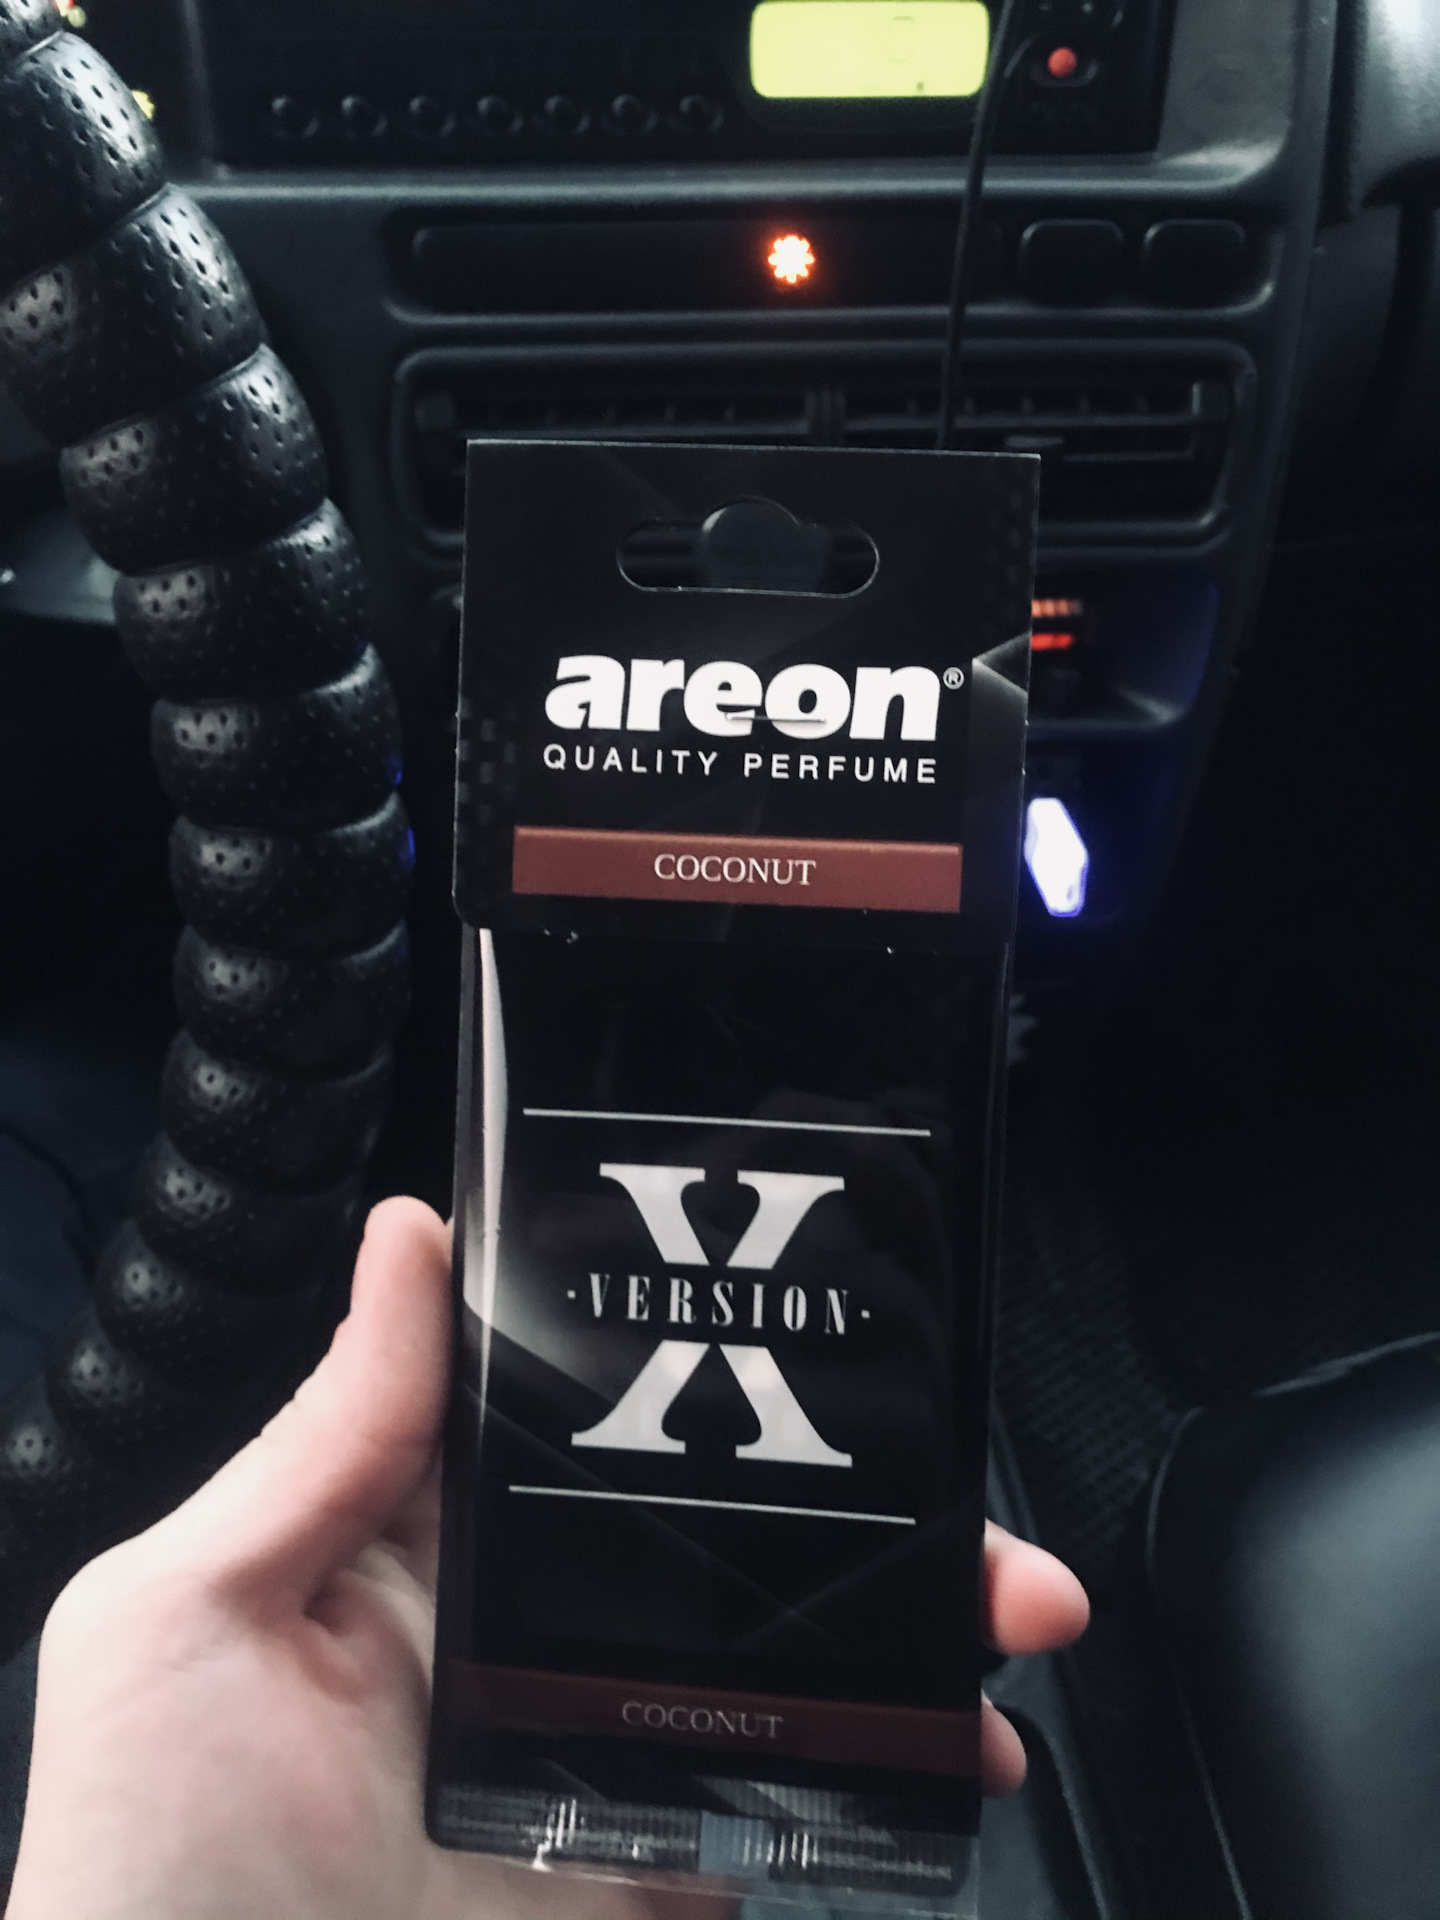 areon®
QUALITY PERFUME
COCONUT
X
·VERSION·
COCONUT